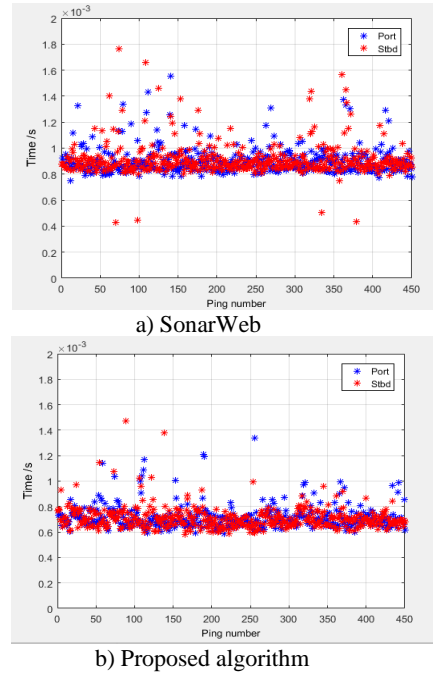 ×10⁻³
2
1.8
1.6
1.4
1.2
1
0.8
0.6
0.4
0.2
0
Time /s
Port
Stbd
0 50 100 150 200 250 300 350 400 450
Ping number
a) SonarWeb
×10⁻³
2
1.8
1.6
1.4
1.2
1
0.8
0.6
0.4
0.2
0
Time /s
Port
Stbd
0 50 100 150 200 250 300 350 400 450
Ping number
b) Proposed algorithm